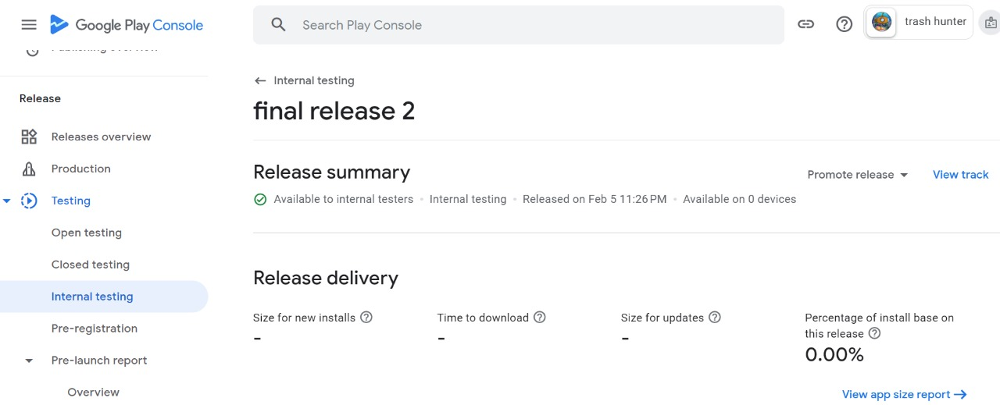 Google Play Console
Search Play Console
trash hunter
Release
Releases overview
Production
Testing
Open testing
Closed testing
Internal testing
Pre-registration
Pre-launch report
Overview
Internal testing
final release 2
Release summary
Promote release
View track
Available to internal testers • Internal testing • Released on Feb 5 11:26 PM • Available on 0 devices
Release delivery
Size for new installs
-
Time to download
-
Size for updates
-
Percentage of install base on
this release
0.00%
View app size report